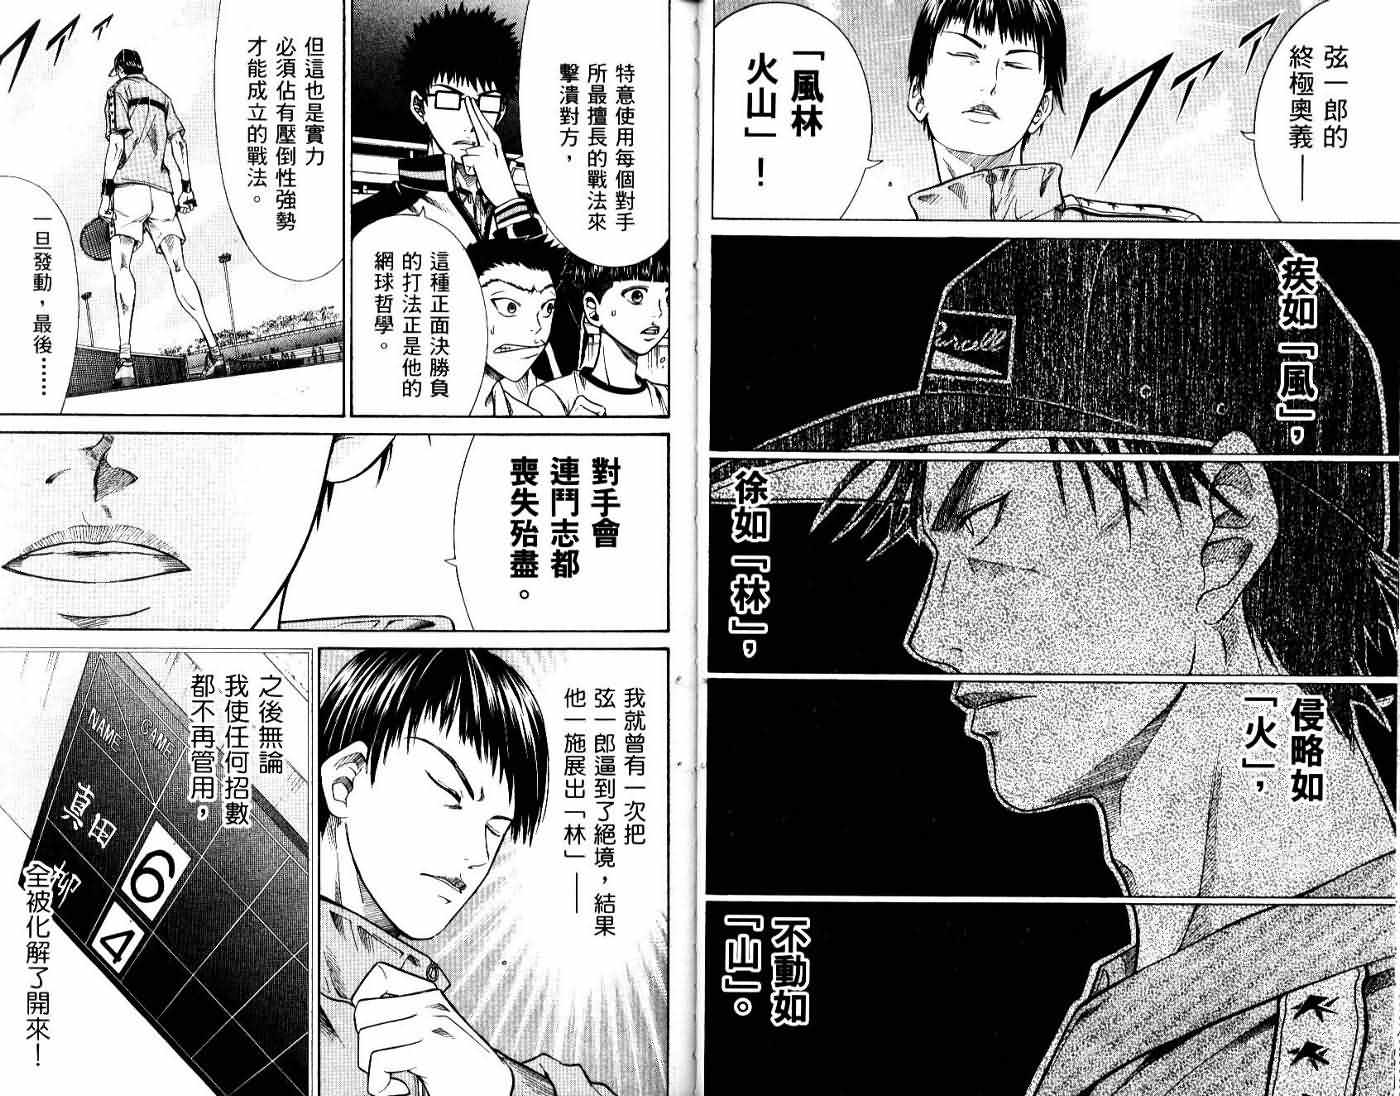 弦一郎的
終極奧義—
「風林
火山」！
疾如「風」，
Purcell
徐如「林」，
侵略如
「火」，
不動如
「山」。
特意使用每個對手
所最擅長的戰法來
擊潰對方，
這種正面決勝負
的打法正是他的
網球哲學。
但這也是實力
必須佔有壓倒性強勢
才能成立的戰法。
一旦發動，最後……
對手會
連鬥志都
喪失殆盡。
我就曾有一次把
弦一郎逼到了絕境，結果
他一施展出「林」——
之後無論
我使任何招數
都不再管用，
NAME GAME
真田 6
柳 4
全被化解了開來！